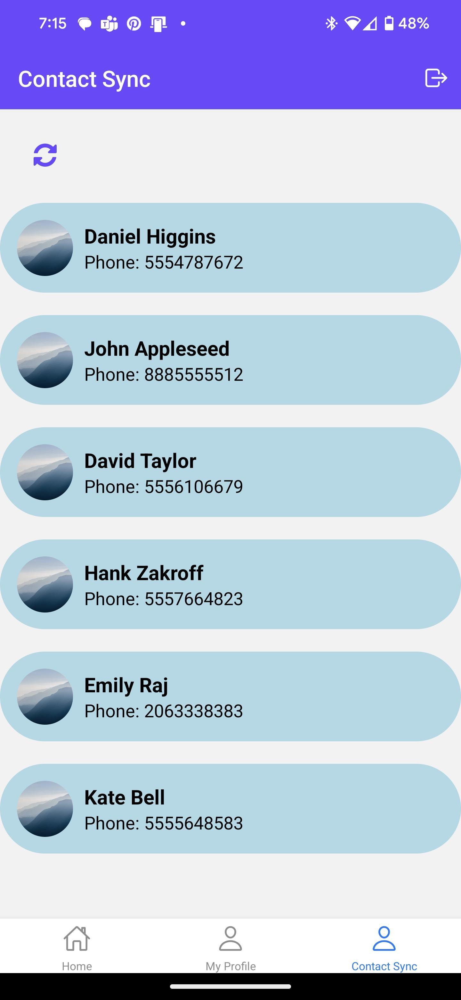 7:15
48%
Contact Sync
Daniel Higgins
Phone: 5554787672
John Appleseed
Phone: 8885555512
David Taylor
Phone: 5556106679
Hank Zakroff
Phone: 5557664823
Emily Raj
Phone: 2063338383
Kate Bell
Phone: 5555648583
Home
My Profile
Contact Sync